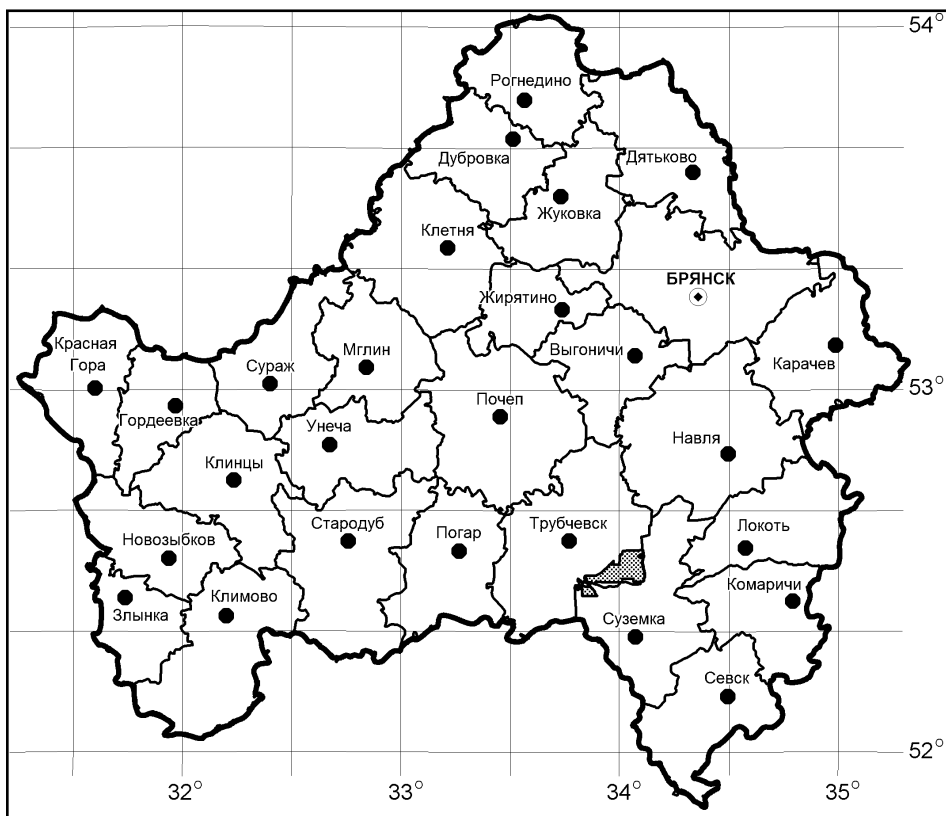 54°
Рогнедино
Дубровка
Дятьково
Жуковка
Клетня
БРЯНСК
Жирятино
Красная
Гора
Сураж
Мглин
Выгоничи
Карачев
53°
Гордеевка
Почеп
Унеча
Навля
Клинцы
Новозыбков
Стародуб
Погар
Трубчевск
Локоть
Злынка
Климово
Комаричи
Суземка
Севск
52°
32° 33° 34° 35°